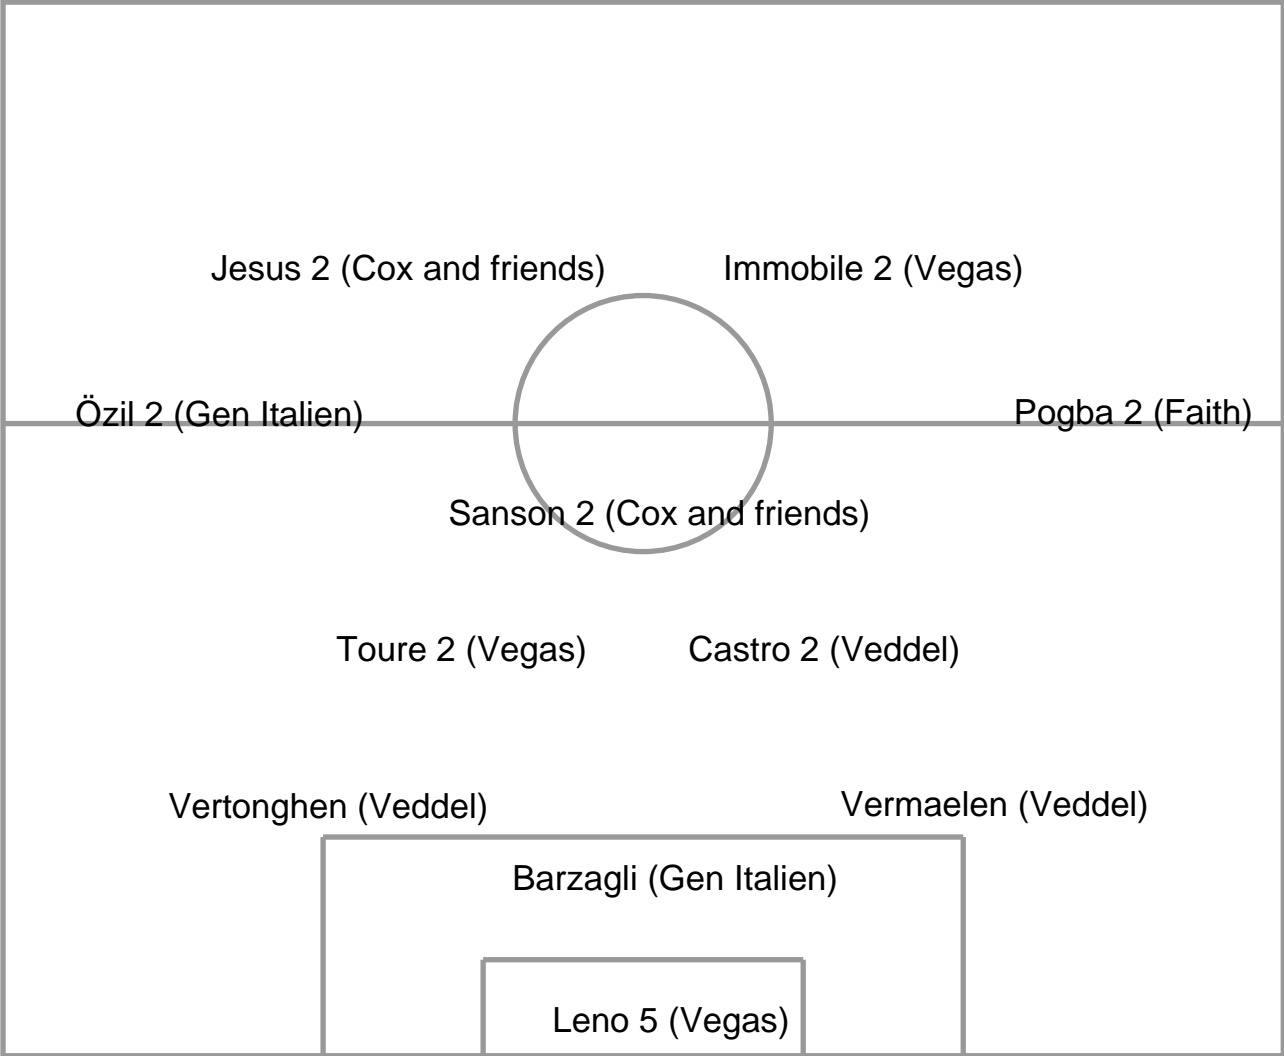 Jesus 2 (Cox and friends)
Immobile 2 (Vegas)
Özil 2 (Gen Italien)
Pogba 2 (Faith)
Sanson 2 (Cox and friends)
Toure 2 (Vegas)
Castro 2 (Veddel)
Vertonghen (Veddel)
Vermaelen (Veddel)
Barzagli (Gen Italien)
Leno 5 (Vegas)